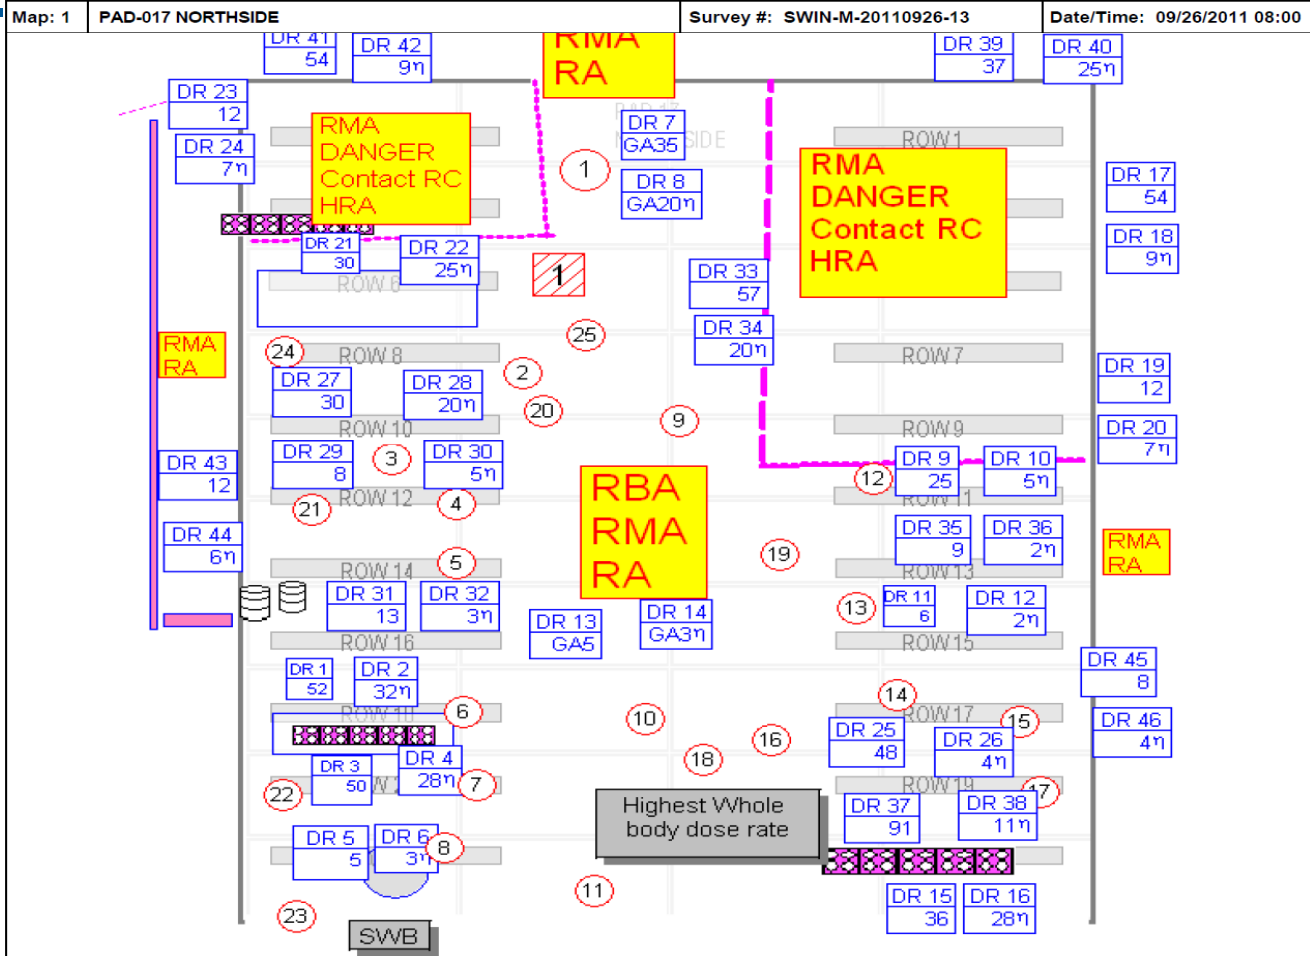 Map: 1 PAD-017 NORTHSIDE Survey #: SWIN-M-20110926-13 Date/Time: 09/26/2011 08:00
DR 41
54
DR 42
9η
RMA
RA
DR 39
37
DR 40
25η
DR 23
12
DR 24
7η
RMA
DANGER
Contact RC
HRA
PAD 17
DR 7
GA35
1
DR 8
GA20η
ROW 1
RMA
DANGER
Contact RC
HRA
DR 17
54
DR 18
9η
DR 21
30
DR 22
25η
1
DR 33
57
ROW 6
DR 34
20η
25
RMA
RA
24
ROW 8
2
ROW 7
DR 19
12
DR 27
30
DR 28
20η
20
9
ROW 10
ROW 9
DR 20
7η
DR 43
12
DR 29
8
3
DR 30
5η
12
DR 9
25
DR 10
5η
RBA
RMA
RA
21
ROW 12
4
ROW 11
DR 44
6η
DR 35
9
DR 36
2η
19
RMA
RA
5
ROW 14
ROW 13
DR 31
13
DR 32
3η
DR 13
GA5
DR 14
GA3η
13
DR 11
6
DR 12
2η
ROW 16
ROW 15
DR 1
52
DR 2
32η
DR 45
8
14
6
10
ROW 17
15
DR 25
48
DR 26
4η
DR 46
4η
16
18
DR 3
50
DR 4
28η
7
22
ROW 19
17
Highest Whole
body dose rate
DR 37
91
DR 38
11η
DR 5
5
DR 6
3η
8
11
DR 15
36
DR 16
28η
23
SWB